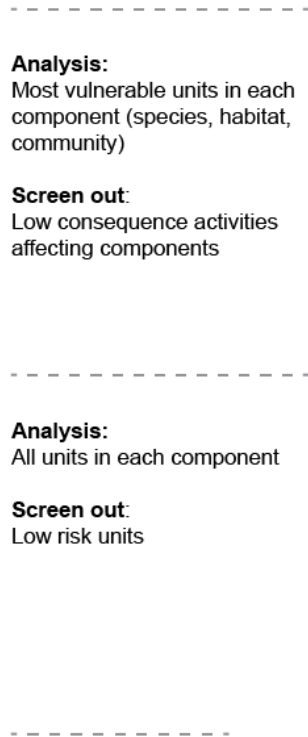 Analysis:
Most vulnerable units in each
component (species, habitat,
community)
Screen out:
Low consequence activities
affecting components
Analysis:
All units in each component
Screen out:
Low risk units